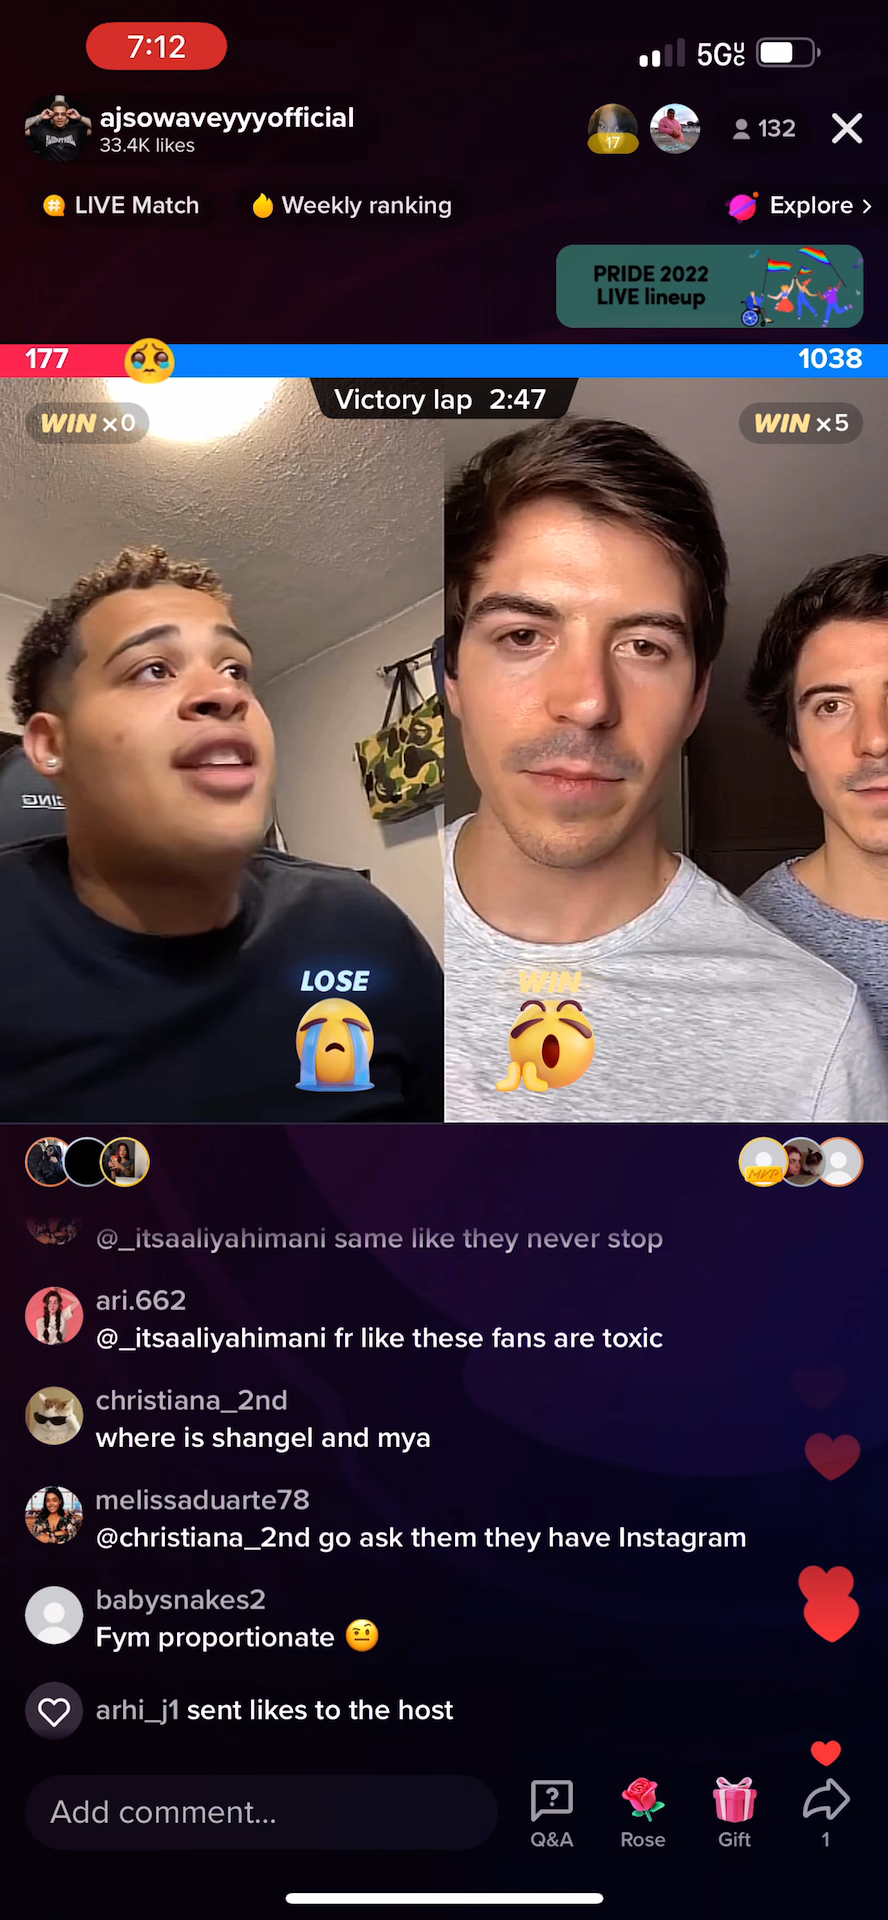 7:12
5GUC
ajsowaveyyyofficial
33.4K likes
17
132
LIVE Match
Weekly ranking
Explore >
PRIDE 2022
LIVE lineup
177
1038
Victory lap 2:47
WIN x0
WIN x5
LOSE
WIN
MVP
@_itsaaliyahimani same like they never stop
ari.662
@_itsaaliyahimani fr like these fans are toxic
christiana_2nd
where is shangel and mya
melissaduarte78
@christiana_2nd go ask them they have Instagram
babysnakes2
Fym proportionate 🤨
arhi_j1 sent likes to the host
Add comment...
Q&A
Rose
Gift
1